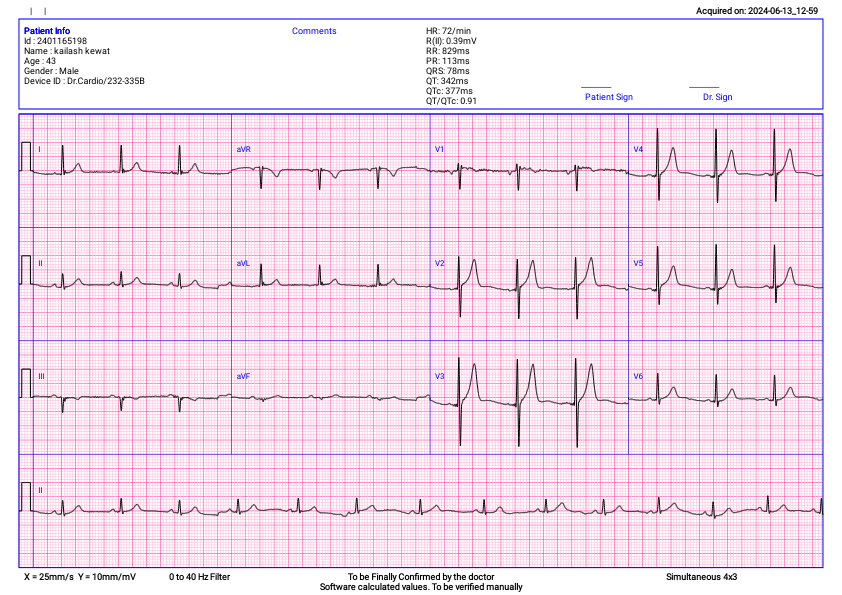 Acquired on: 2024-06-13_12-59
Patient Info
Id : 2401165198
Name : kailash kewat
Age : 43
Gender : Male
Device ID : Dr.Cardio/232-335B
Comments
HR: 72/min
R(II): 0.39mV
RR: 829ms
PR: 113ms
QRS: 78ms
QT: 342ms
QTc: 377ms
QT/QTc: 0.91
Patient Sign
Dr. Sign
I
aVR
V1
V4
II
aVL
V2
V5
III
aVF
V3
V6
II
X = 25mm/s Y = 10mm/mV
0 to 40 Hz Filter
To be Finally Confirmed by the doctor
Software calculated values. To be verified manually
Simultaneous 4x3